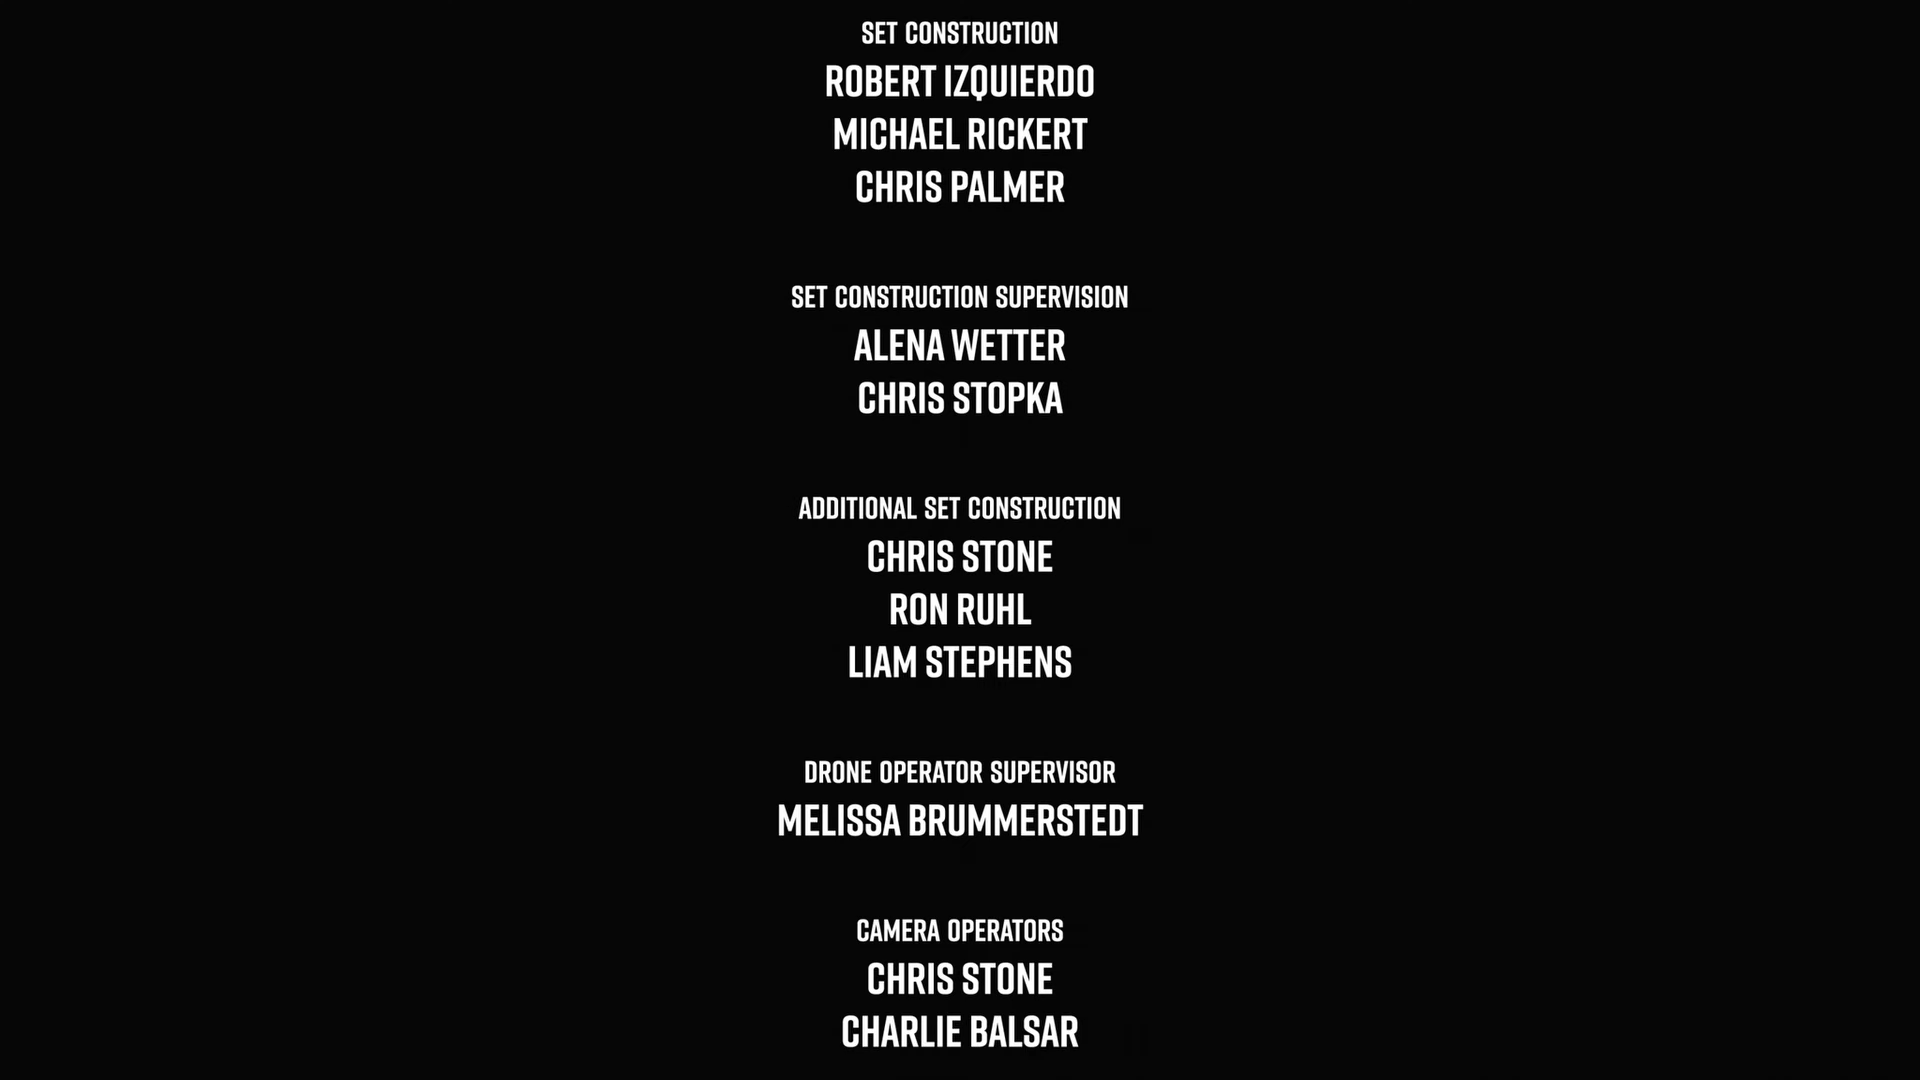 SET CONSTRUCTION
ROBERT IZQUIERDO
MICHAEL RICKERT
CHRIS PALMER
SET CONSTRUCTION SUPERVISION
ALENA WETTER
CHRIS STOPKA
ADDITIONAL SET CONSTRUCTION
CHRIS STONE
RON RUHL
LIAM STEPHENS
DRONE OPERATOR SUPERVISOR
MELISSA BRUMMERSTEDT
CAMERA OPERATORS
CHRIS STONE
CHARLIE BALSAR